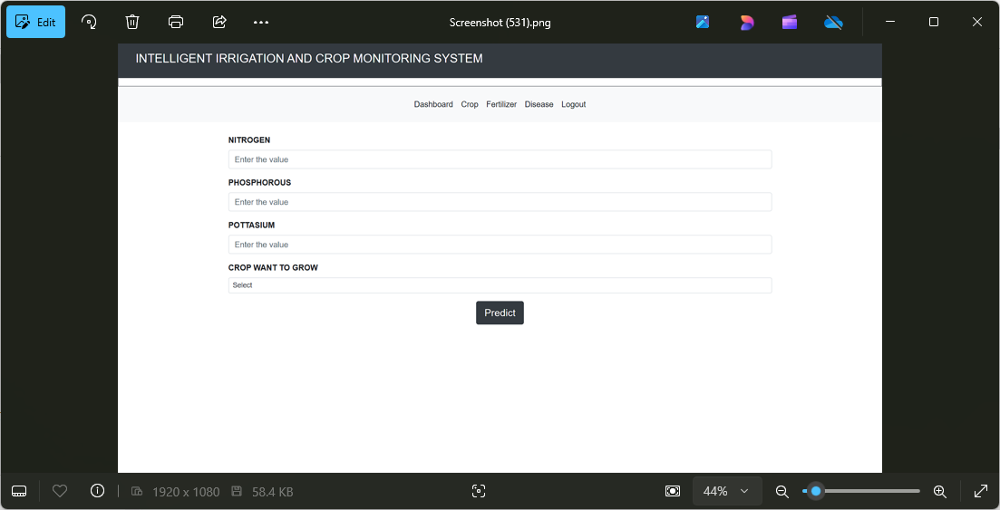 Edit
Screenshot (531).png
INTELLIGENT IRRIGATION AND CROP MONITORING SYSTEM
Dashboard Crop Fertilizer Disease Logout
NITROGEN
Enter the value
PHOSPHOROUS
Enter the value
POTTASIUM
Enter the value
CROP WANT TO GROW
Select
Predict
1920 x 1080 58.4 KB 44%